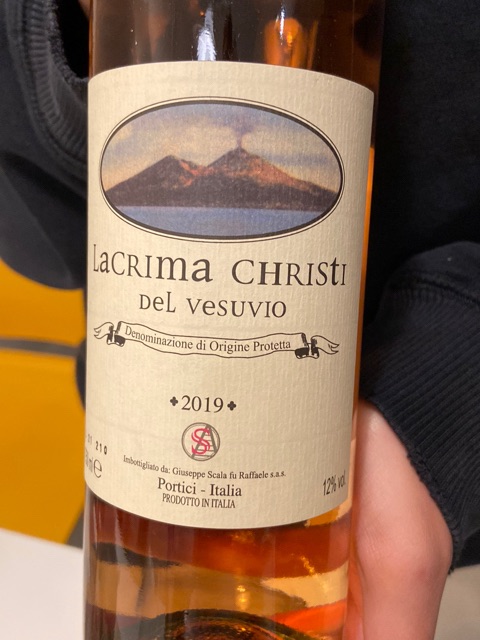 Lacrima Christi
Del Vesuvio
Denominazione di Origine Protetta
2019
Imbottigliato da: Giuseppe Scala fu Raffaele s.a.s.
Portici - Italia
PRODOTTO IN ITALIA
12% vol